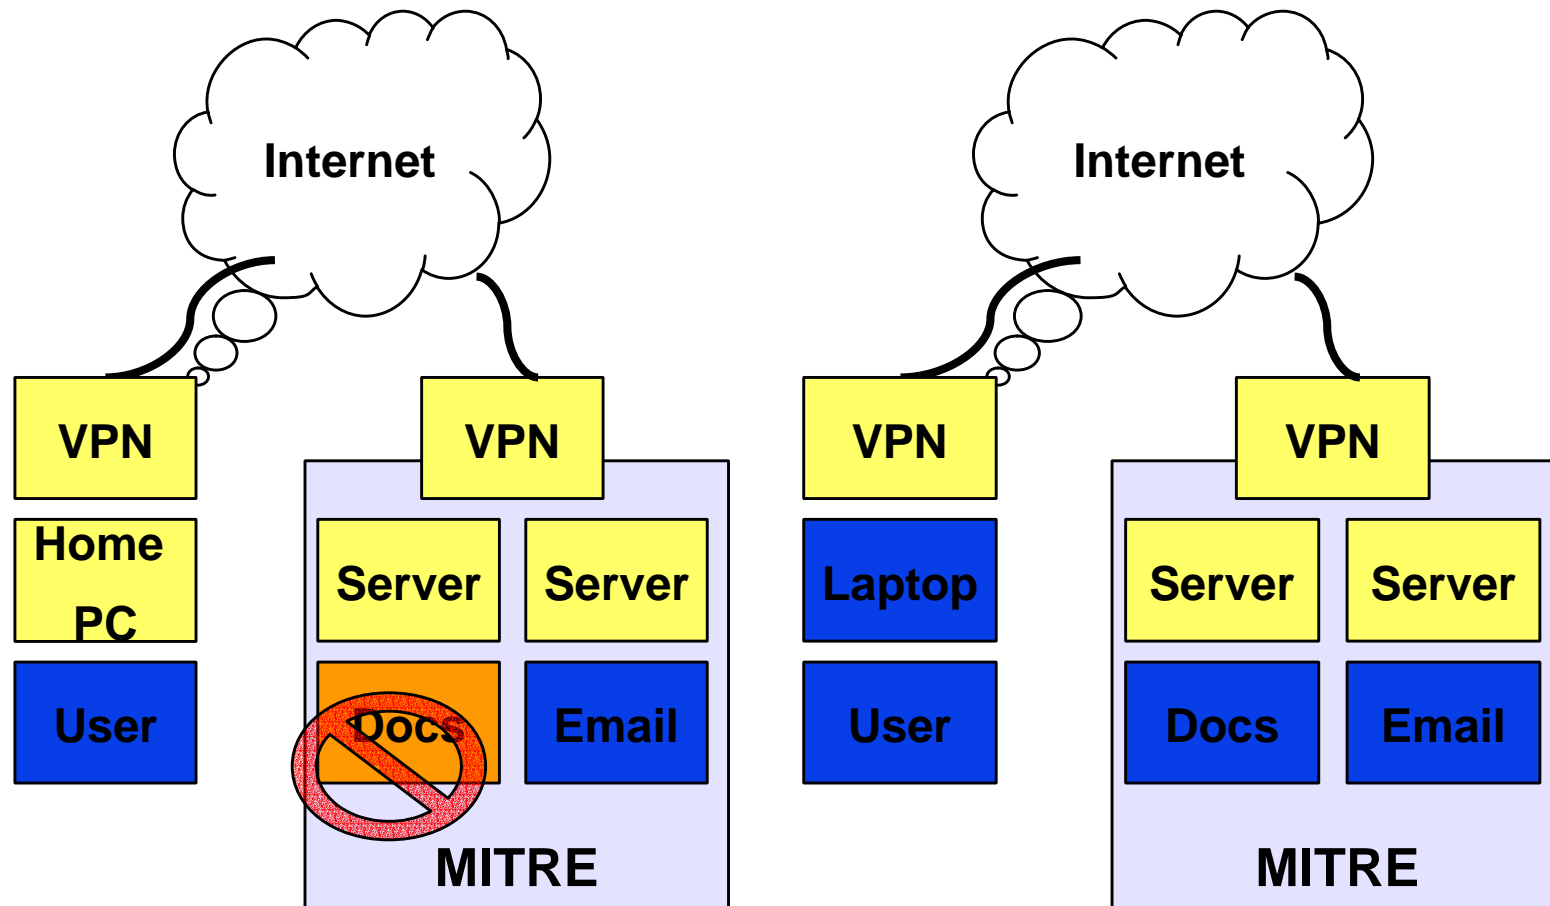 Internet
VPN
VPN
Home
PC
Server
Server
User
Docs
Email
MITRE
Internet
VPN
VPN
Laptop
Server
Server
User
Docs
Email
MITRE